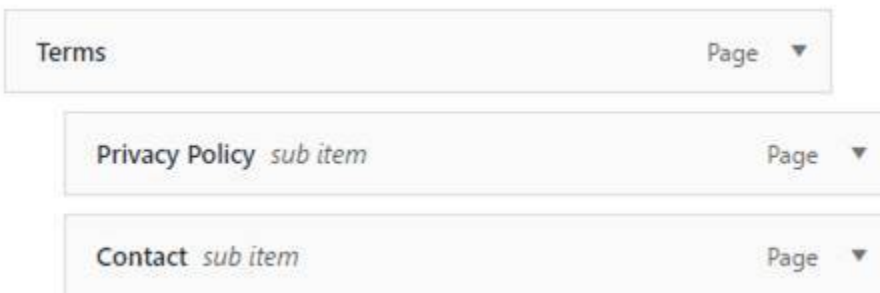 Terms Page
Privacy Policy sub item Page
Contact sub item Page